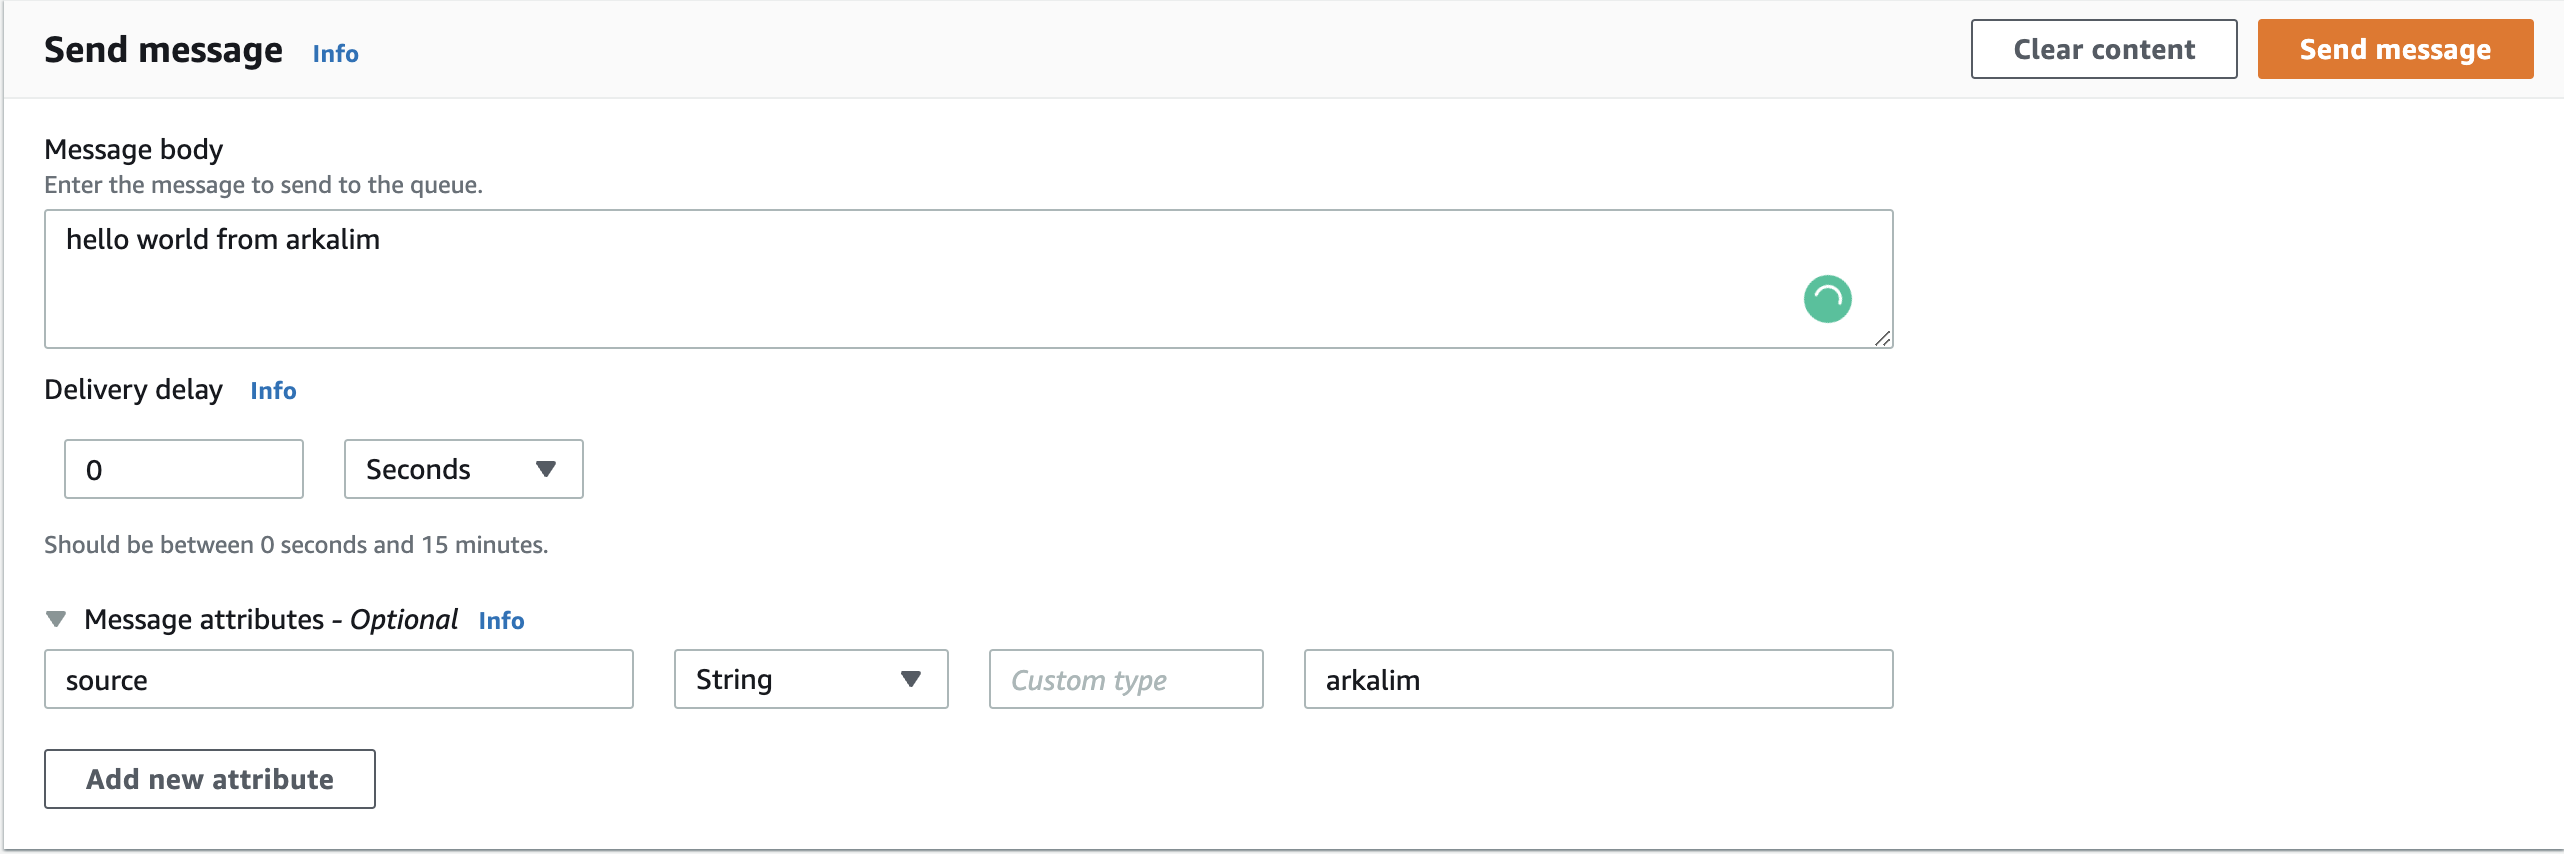 Send message Info Clear content Send message
Message body
Enter the message to send to the queue.
hello world from arkalim
Delivery delay Info
0 Seconds
Should be between 0 seconds and 15 minutes.
Message attributes - Optional Info
source String Custom type arkalim
Add new attribute